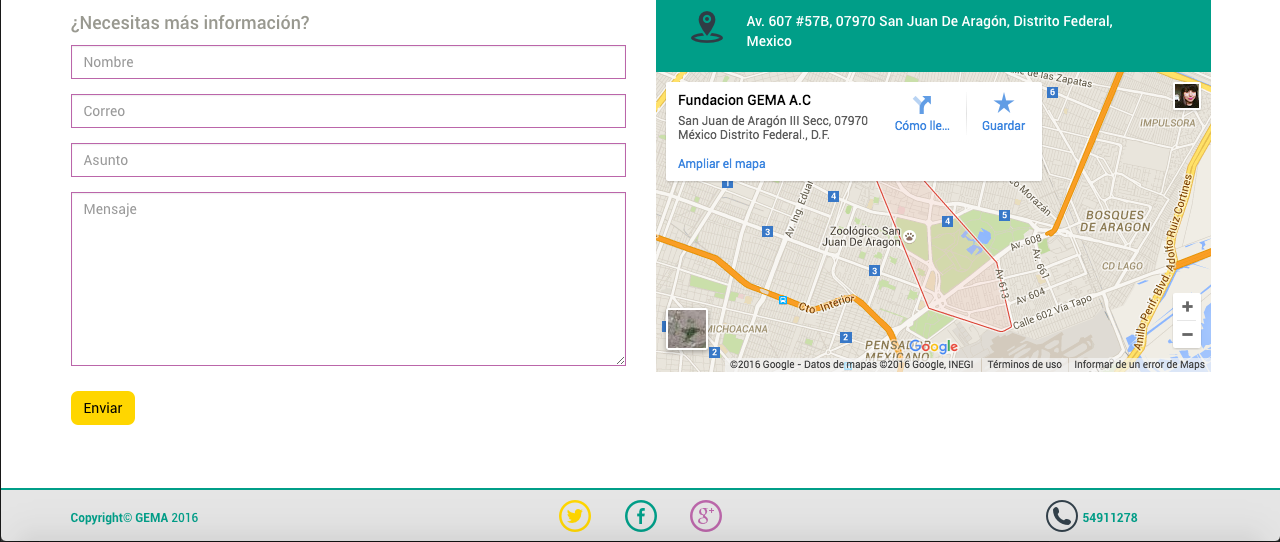 ¿Necesitas más información?
Nombre
Correo
Asunto
Mensaje
Enviar
Av. 607 #57B, 07970 San Juan De Aragón, Distrito Federal,
Mexico
Fundacion GEMA A.C
San Juan de Aragón III Secc, 07970
México Distrito Federal., D.F.
Ampliar el mapa
Cómo lle...
Guardar
de las Zapatas
6
IMPULSORA
1
4
Av. Ing. Eduar
3
Zoológico San
Juan De Aragon
4
5
o Morazán
BOSQUES
DE ARAGON
Av. 608
Av. 661
CD LAGO
3
Av. 613
Av 604
Calle 602 Vía Tapo
Anillo Perif. Blvd. Adolfo Ruiz Cortines
Cto. Interior
MICHOACANA
2
2
PENSAD
MEXICANO
+
−
Google
©2016 Google - Datos de mapas ©2016 Google, INEGI
Términos de uso
Informar de un error de Maps
Copyright© GEMA 2016
g+
54911278